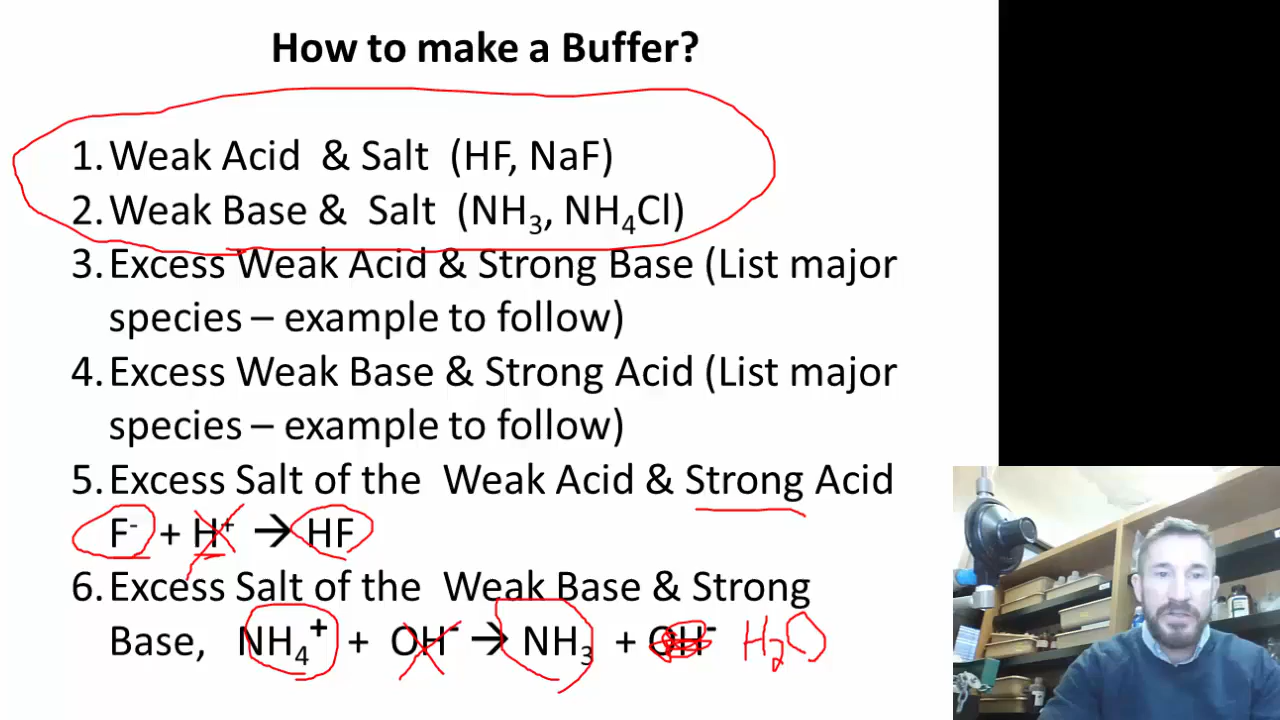 How to make a Buffer?
1. Weak Acid & Salt (HF, NaF)
2. Weak Base & Salt (NH₃, NH₄Cl)
3. Excess Weak Acid & Strong Base (List major
species – example to follow)
4. Excess Weak Base & Strong Acid (List major
species – example to follow)
5. Excess Salt of the Weak Acid & Strong Acid
F⁻ + H⁺ → HF
6. Excess Salt of the Weak Base & Strong
Base, NH₄⁺ + OH⁻ → NH₃ + OH⁻ H₂O